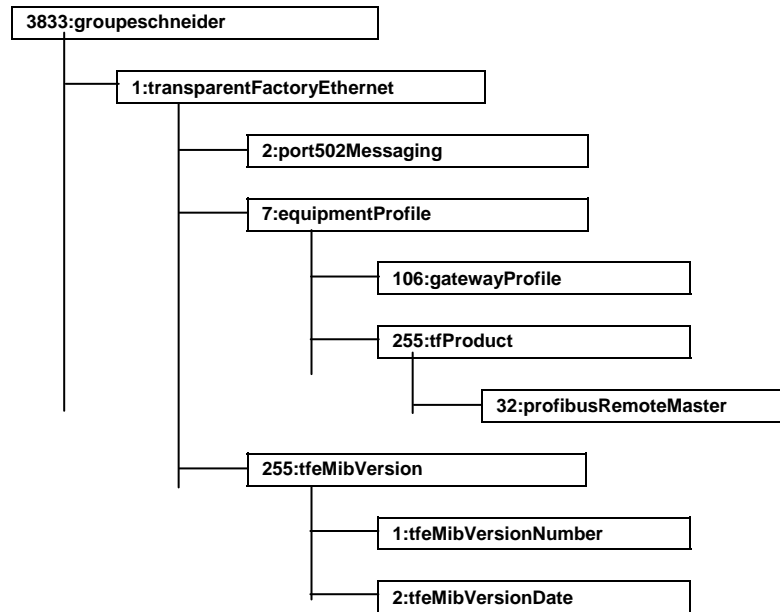 3833:groupeschneider
1:transparentFactoryEthernet
2:port502Messaging
7:equipmentProfile
106:gatewayProfile
255:tfProduct
32:profibusRemoteMaster
255:tfeMibVersion
1:tfeMibVersionNumber
2:tfeMibVersionDate